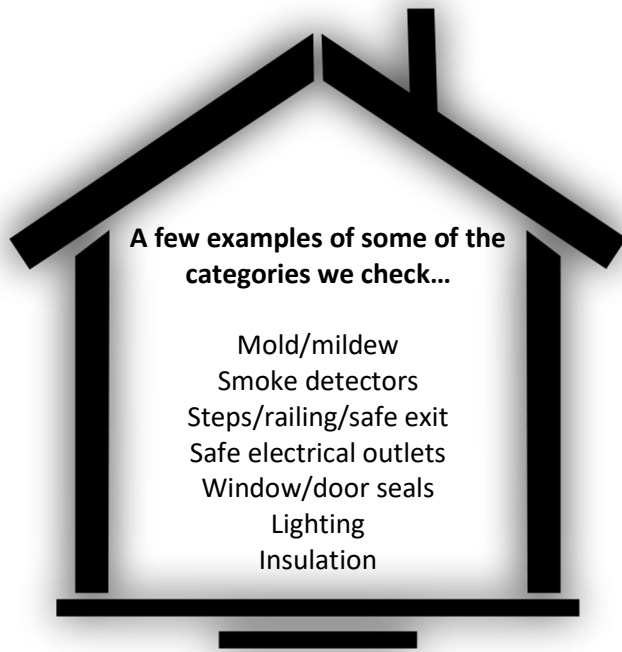 A few examples of some of the
categories we check…
Mold/mildew
Smoke detectors
Steps/railing/safe exit
Safe electrical outlets
Window/door seals
Lighting
Insulation